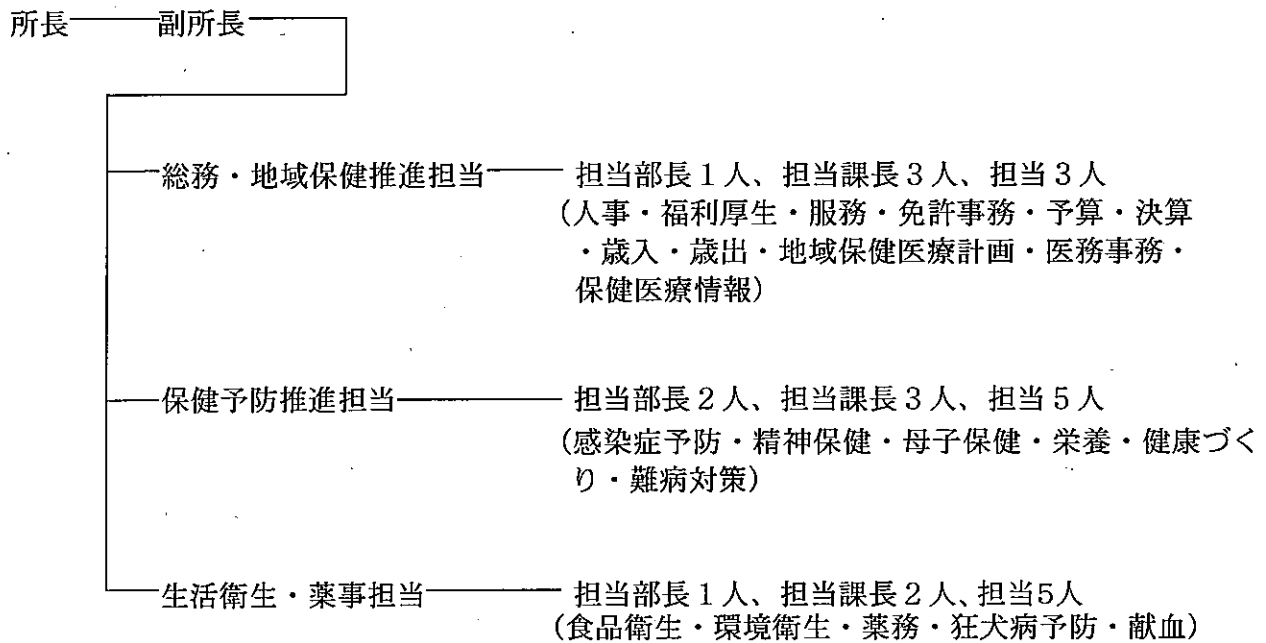 所長 副所長
総務・地域保健推進担当 担当部長1人、担当課長3人、担当3人
(人事・福利厚生・服務・免許事務・予算・決算
・歳入・歳出・地域保健医療計画・医務事務・
保健医療情報)
保健予防推進担当 担当部長2人、担当課長3人、担当5人
(感染症予防・精神保健・母子保健・栄養・健康づく
り・難病対策)
生活衛生・薬事担当 担当部長1人、担当課長2人、担当5人
(食品衛生・環境衛生・薬務・狂犬病予防・献血)